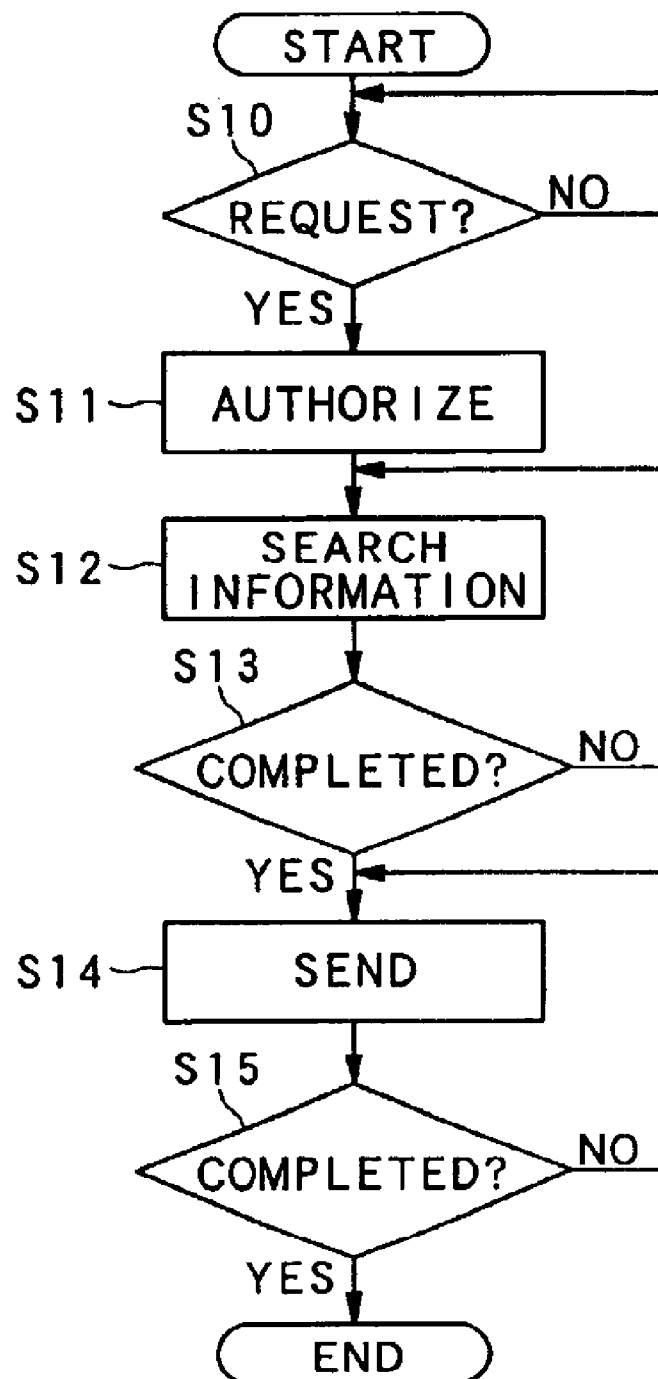 START
S10
REQUEST?
NO
YES
S11
AUTHORIZE
S12
SEARCH
INFORMATION
S13
COMPLETED?
NO
YES
S14
SEND
S15
COMPLETED?
NO
YES
END